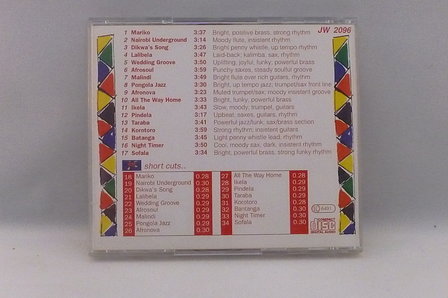 JW 2096
1 Mariko 3:37 Bright, positive brass, strong rhythm
2 Nairobi Underground 3:14 Moody flute, insistent rhythm
3 Dikwa's Song 3:26 Bright penny whistle, up tempo rhythm
4 Lalibela 3:47 Laid-back: kalimba, sax, rhythm
5 Wedding Groove 3:50 Uplifting, joyful, funky, powerful brass
6 Afrosoul 3:59 Punchy saxes, steady soulful groove
7 Malindi 3:49 Bright flute over rich guitars, rhythm
8 Pongola Jazz 3:30 Bright, up tempo jazz; trumpet/sax front line
9 Afronova 3:23 Muted trumpet/sax; moody insistent groove
10 All The Way Home 3:33 Bright, funky, powerful brass
11 Ikela 3:43 Slow, moody; trumpet, guitars
12 Pindela 3:17 Upbeat; saxes, guitars, rhythm
13 Taraba 3:41 Powerful jazz/funk; sax/brass section
14 Korotoro 3:59 Strong rhythm; insistent guitars
15 Batanga 3:45 Light penny whistle lead, rhythm
16 Night Timer 3:50 Cool, moody sax, dark, insistent rhythm
17 Sofala 3:34 Bright, powerful brass, strong funky rhythm
short cuts..
18 Mariko 0.28
19 Nairobi Underground 0.30
20 Dikwa's Song 0.29
21 Lalibela 0.29
22 Wedding Groove 0.29
23 Afrosoul 0.29
24 Malindi 0.29
25 Pongola Jazz 0.30
26 Afronova 0.30
27 All The Way Home 0.28
28 Ikela 0.29
29 Pindela 0.29
30 Taraba 0.29
31 Korotoro 0.28
32 Bantanga 0.30
33 Night Timer 0.30
34 Sofala 0.30
COMPACT
disc
DIGITAL AUDIO